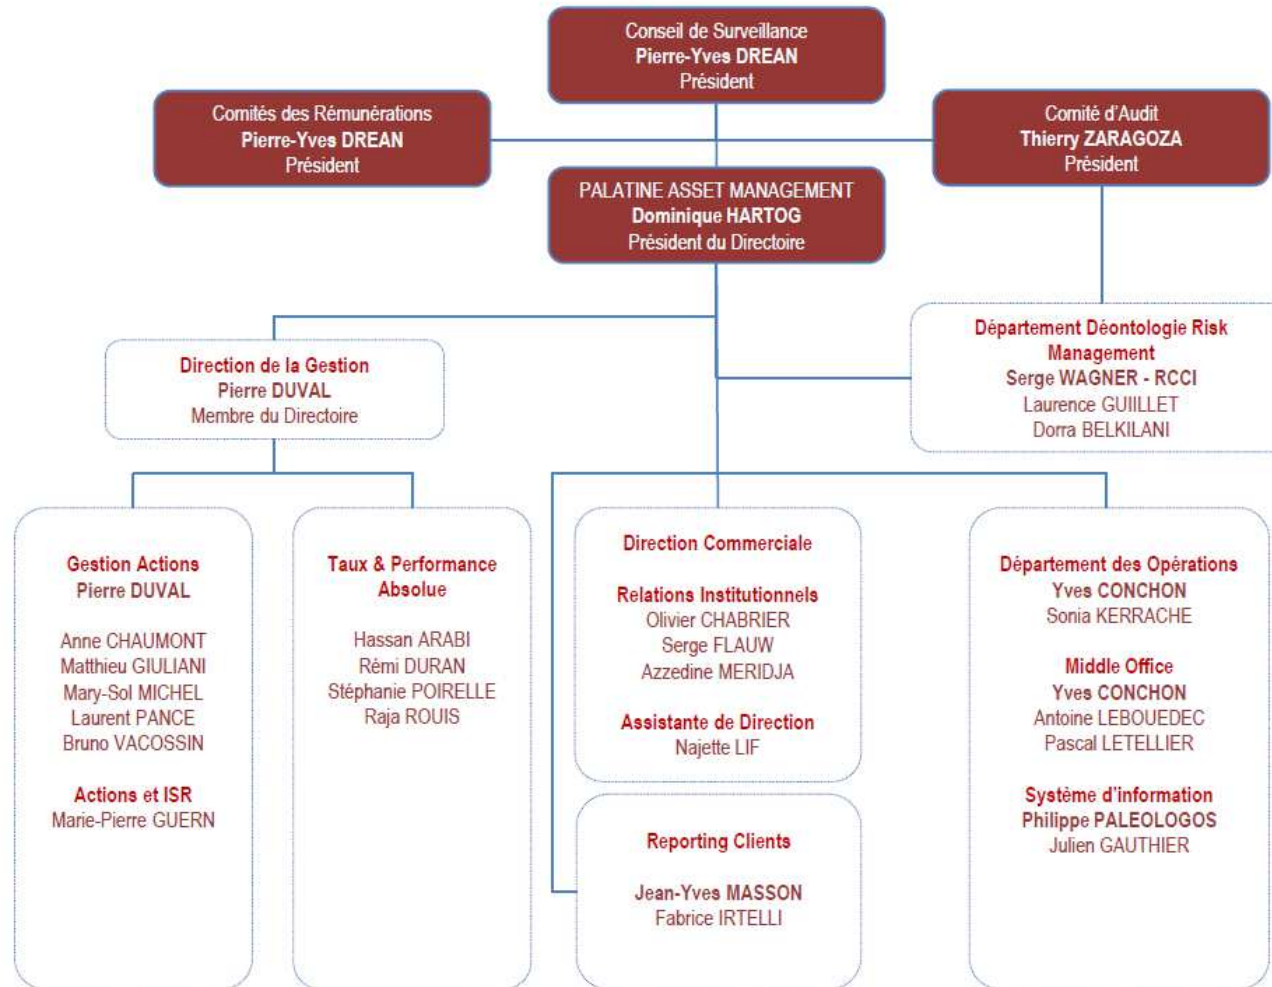 Conseil de Surveillance
Pierre-Yves DREAN
Président
Comités des Rémunérations
Pierre-Yves DREAN
Président
Comité d'Audit
Thierry ZARAGOZA
Président
PALATINE ASSET MANAGEMENT
Dominique HARTOG
Président du Directoire
Direction de la Gestion
Pierre DUVAL
Membre du Directoire
Département Déontologie Risk
Management
Serge WAGNER - RCCI
Laurence GUIILLET
Dorra BELKILANI
Gestion Actions
Pierre DUVAL
Anne CHAUMONT
Matthieu GIULIANI
Mary-Sol MICHEL
Laurent PANCE
Bruno VACOSSIN
Actions et ISR
Marie-Pierre GUERN
Taux & Performance
Absolue
Hassan ARABI
Rémi DURAN
Stéphanie POIRELLE
Raja ROUIS
Direction Commerciale
Relations Institutionnels
Olivier CHABRIER
Serge FLAUW
Azzedine MERIDJA
Assistante de Direction
Najette LIF
Reporting Clients
Jean-Yves MASSON
Fabrice IRTELLI
Département des Opérations
Yves CONCHON
Sonia KERRACHE
Middle Office
Yves CONCHON
Antoine LEBOUEDEC
Pascal LETELLIER
Système d'information
Philippe PALEOLOGOS
Julien GAUTHIER